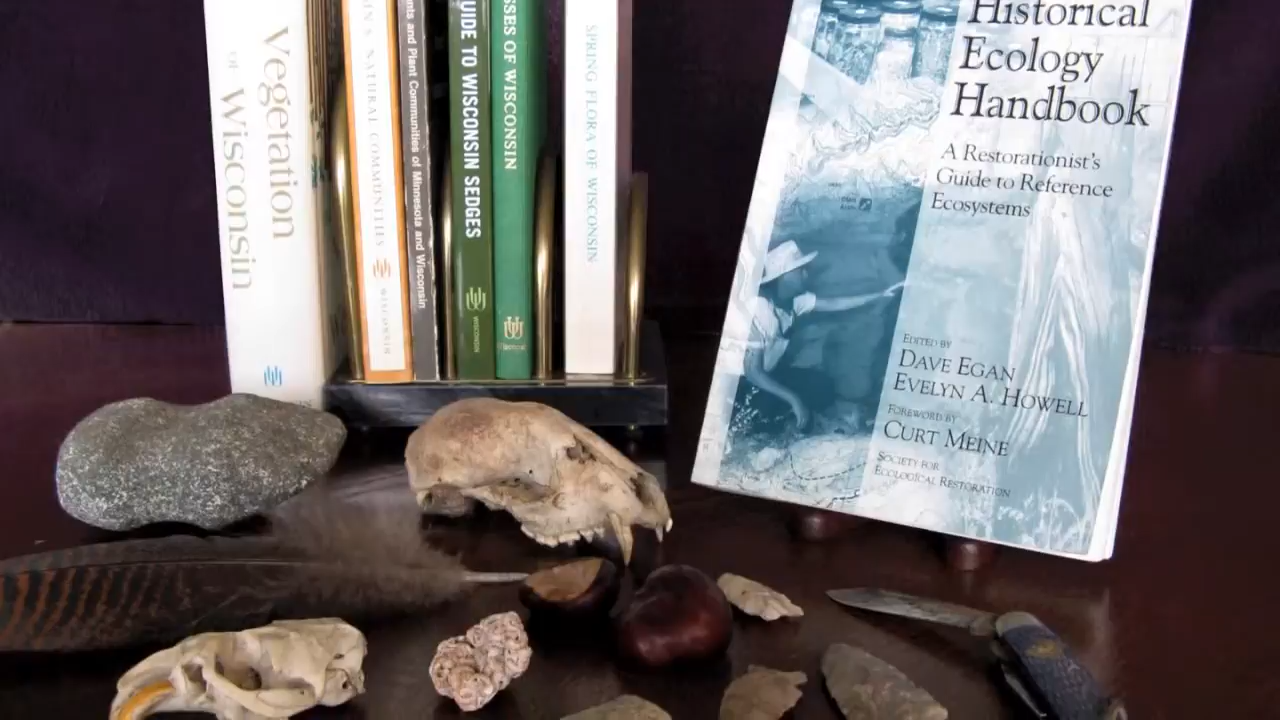 Vegetation
OF Wisconsin
NATURAL COMMUNITIES
WISCONSIN
and Plant Communities of Minnesota and Wisconsin
TO WISCONSIN SEDGES
WISCONSIN
OF WISCONSIN
SPRING FLORA OF WISCONSIN
Historical
Ecology
Handbook
A Restorationist's
Guide to Reference
Ecosystems
EDITED BY
DAVE EGAN
EVELYN A. HOWELL
FOREWORD BY
CURT MEINE
SOCIETY FOR
ECOLOGICAL RESTORATION